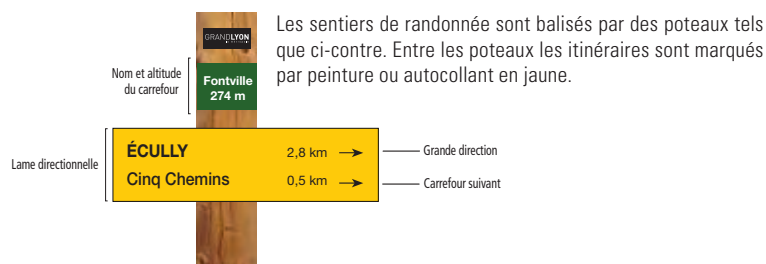 GRANDLYON
Les sentiers de randonnée sont balisés par des poteaux tels
que ci-contre. Entre les poteaux les itinéraires sont marqués
par peinture ou autocollant en jaune.
Nom et altitude
du carrefour
Fontville
274 m
Lame directionnelle
ÉCULLY 2,8 km → Grande direction
Cinq Chemins 0,5 km → Carrefour suivant